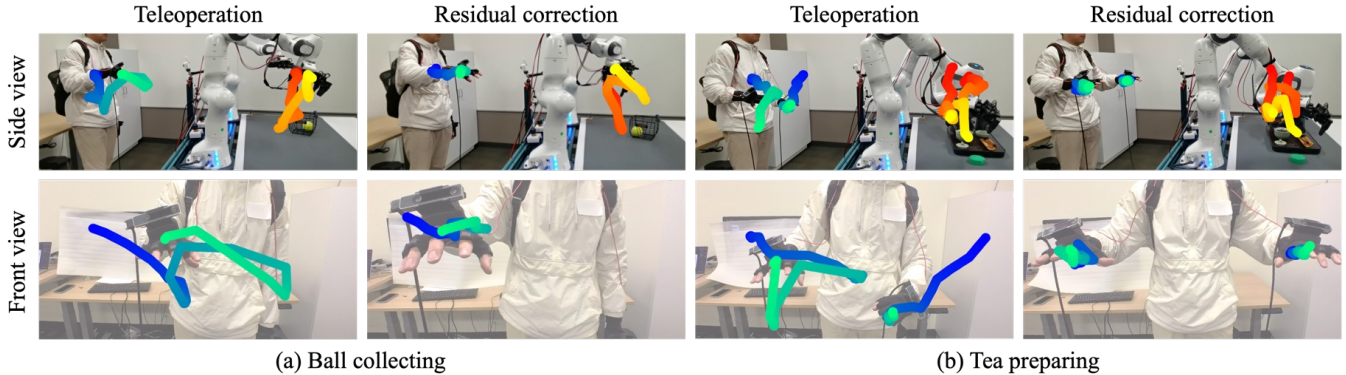 Teleoperation
Residual correction
Teleoperation
Residual correction
Side view
Front view
(a) Ball collecting
(b) Tea preparing